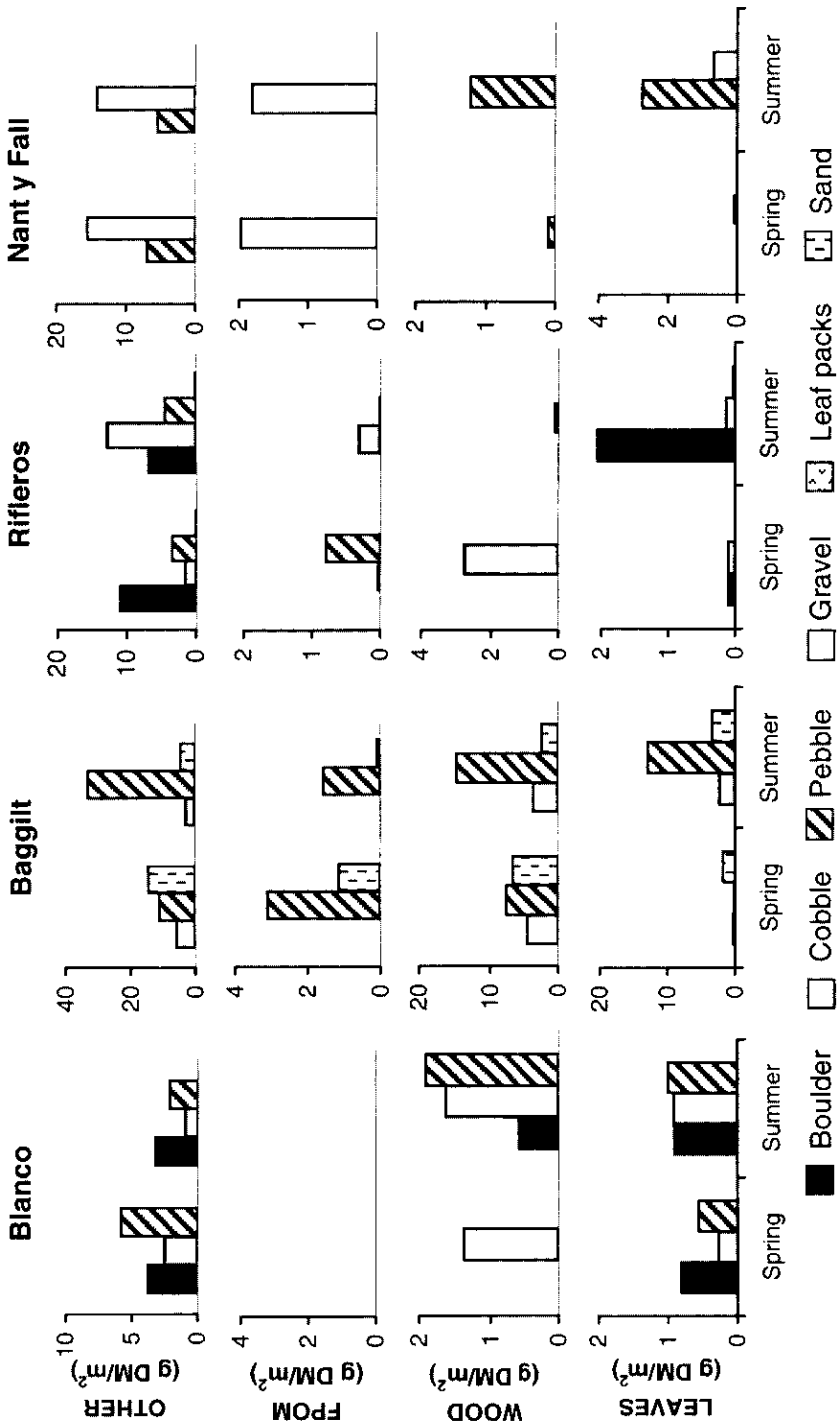 Blanco
Baggilt
Rifleros
Nant y Fall
OTHER
(g DM/m²)
10
5
0
40
20
0
20
10
0
20
10
0
FPOM
(g DM/m²)
4
2
0
2
1
0
2
1
0
WOOD
(g DM/m²)
2
1
0
20
10
0
4
2
0
2
1
0
LEAVES
(g DM/m²)
2
1
0
20
10
0
2
1
0
4
2
0
Spring Summer
Spring Summer
Spring Summer
Spring Summer
Boulder Cobble Pebble Gravel Leaf packs Sand